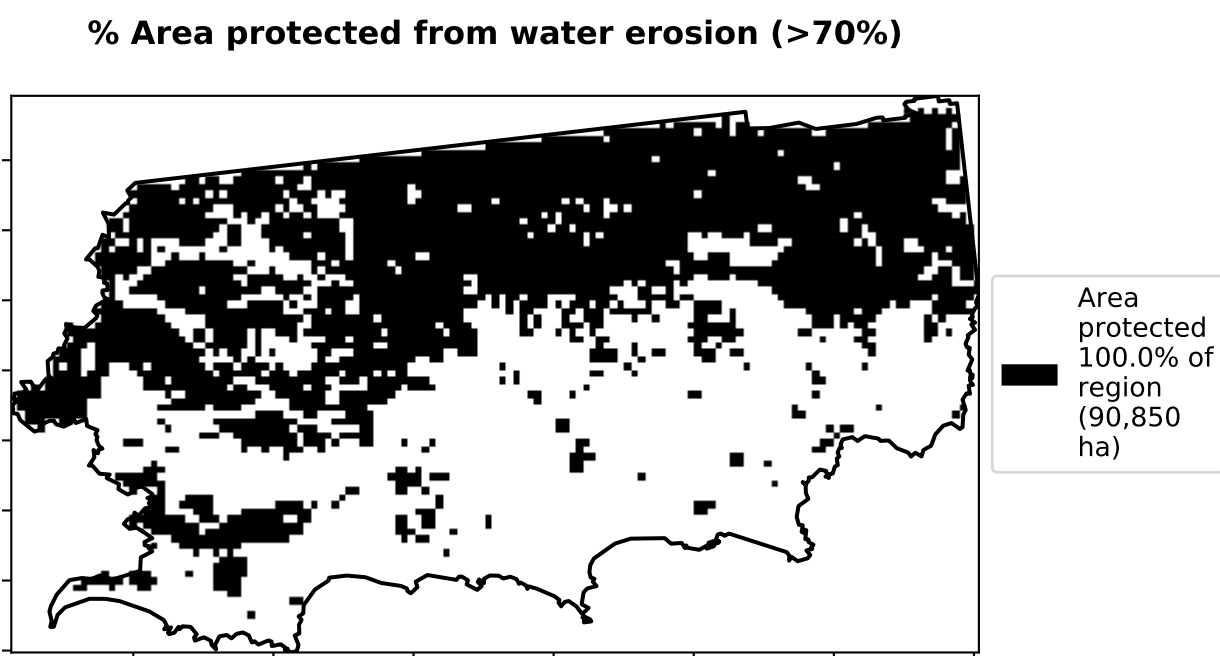 % Area protected from water erosion (>70%)
Area
protected
100.0% of
region
(90,850
ha)